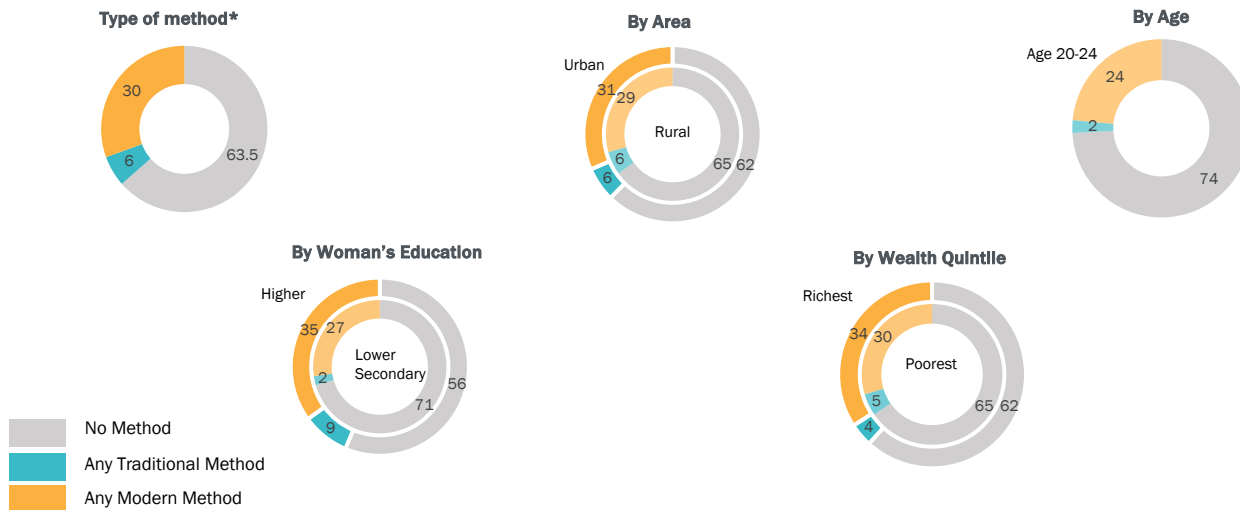 Type of method*
30
6
63.5
By Area
Urban
31
29
Rural
6
6
65
62
By Age
Age 20-24
24
2
74
By Woman's Education
Higher
35
27
Lower
Secondary
2
9
71
56
By Wealth Quintile
Richest
34
30
Poorest
5
4
65
62
No Method
Any Traditional Method
Any Modern Method